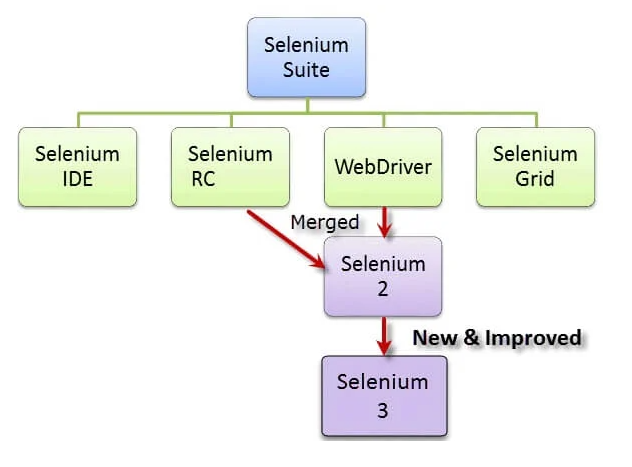 Selenium
Suite
Selenium
IDE
Selenium
RC
WebDriver
Selenium
Grid
Merged
Selenium
2
New & Improved
Selenium
3